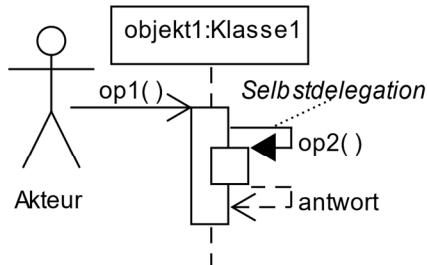 objekt1:Klasse1
op1( )
Selbstdelegation
op2( )
Akteur
antwort